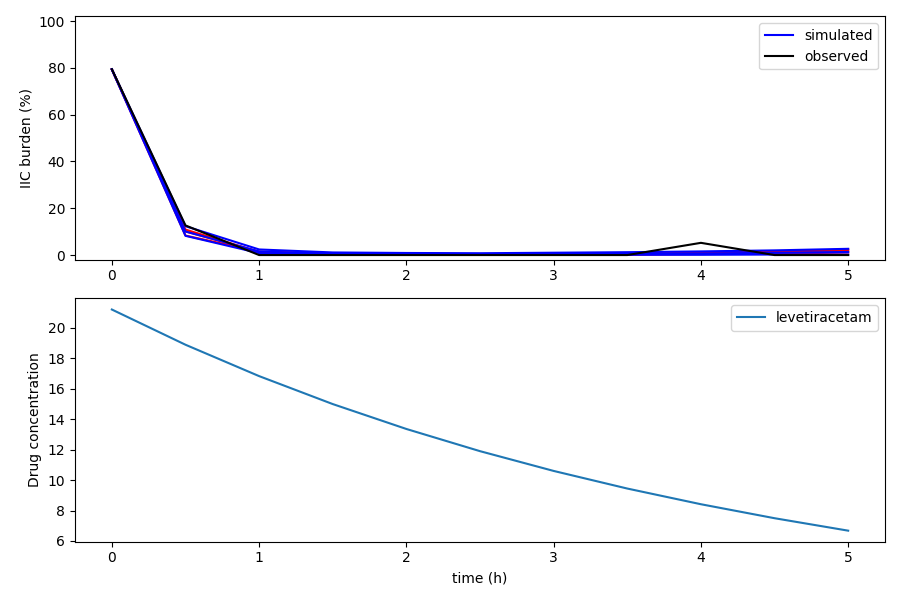 100
80
60
40
20
0
IIC burden (%)
simulated
observed
0 1 2 3 4 5
20
18
16
14
12
10
8
6
Drug concentration
levetiracetam
0 1 2 3 4 5
time (h)